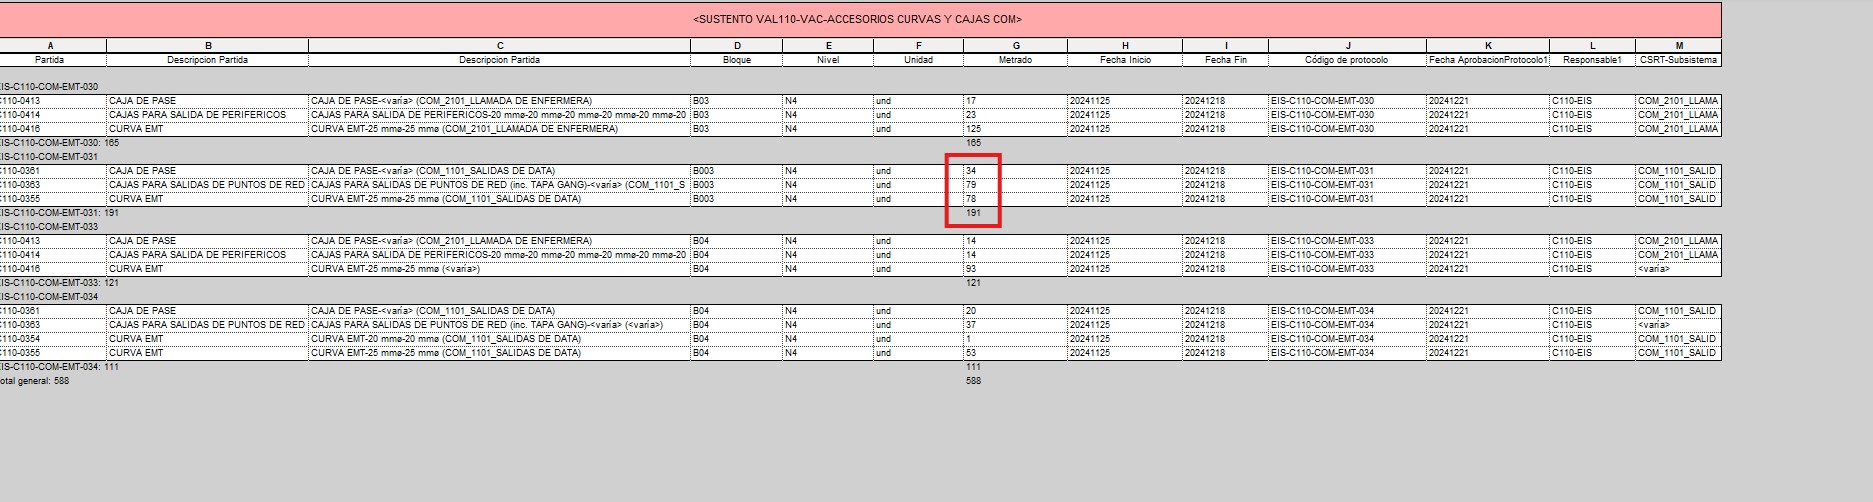 <SUSTENTO VAL110-VAC-ACCESORIOS CURVAS Y CAJAS COM>
A B C D E F G H I J K L M
Partida Descripcion Partida Descripcion Partida Bloque Nivel Unidad Metrado Fecha Inicio Fecha Fin Código de protocolo Fecha AprobacionProtocolo1 Responsable1 CSRT-Subsistema
EIS-C110-COM-EMT-030
C110-0413 CAJA DE PASE CAJA DE PASE-<varía> (COM_2101_LLAMADA DE ENFERMERA) B03 N4 und 17 20241125 20241218 EIS-C110-COM-EMT-030 20241221 C110-EIS COM_2101_LLAMA
C110-0414 CAJAS PARA SALIDA DE PERIFERICOS CAJAS PARA SALIDA DE PERIFERICOS-20 mmø-20 mmø-20 mmø-20 mmø-20 mmø-20 B03 N4 und 23 20241125 20241218 EIS-C110-COM-EMT-030 20241221 C110-EIS COM_2101_LLAMA
C110-0416 CURVA EMT CURVA EMT-25 mmø-25 mmø (COM_2101_LLAMADA DE ENFERMERA) B03 N4 und 125 20241125 20241218 EIS-C110-COM-EMT-030 20241221 C110-EIS COM_2101_LLAMA
EIS-C110-COM-EMT-030: 165 165
EIS-C110-COM-EMT-031
C110-0361 CAJA DE PASE CAJA DE PASE-<varía> (COM_1101_SALIDAS DE DATA) B003 N4 und 34 20241125 20241218 EIS-C110-COM-EMT-031 20241221 C110-EIS COM_1101_SALID
C110-0363 CAJAS PARA SALIDAS DE PUNTOS DE RED CAJAS PARA SALIDAS DE PUNTOS DE RED (inc. TAPA GANG)-<varía> (COM_1101_S B003 N4 und 79 20241125 20241218 EIS-C110-COM-EMT-031 20241221 C110-EIS COM_1101_SALID
C110-0355 CURVA EMT CURVA EMT-25 mmø-25 mmø (COM_1101_SALIDAS DE DATA) B003 N4 und 78 20241125 20241218 EIS-C110-COM-EMT-031 20241221 C110-EIS COM_1101_SALID
EIS-C110-COM-EMT-031: 191 191
EIS-C110-COM-EMT-033
C110-0413 CAJA DE PASE CAJA DE PASE-<varía> (COM_2101_LLAMADA DE ENFERMERA) B04 N4 und 14 20241125 20241218 EIS-C110-COM-EMT-033 20241221 C110-EIS COM_2101_LLAMA
C110-0414 CAJAS PARA SALIDA DE PERIFERICOS CAJAS PARA SALIDA DE PERIFERICOS-20 mmø-20 mmø-20 mmø-20 mmø-20 mmø-20 B04 N4 und 14 20241125 20241218 EIS-C110-COM-EMT-033 20241221 C110-EIS COM_2101_LLAMA
C110-0416 CURVA EMT CURVA EMT-25 mmø-25 mmø (<varía>) B04 N4 und 93 20241125 20241218 EIS-C110-COM-EMT-033 20241221 C110-EIS <varía>
EIS-C110-COM-EMT-033: 121 121
EIS-C110-COM-EMT-034
C110-0361 CAJA DE PASE CAJA DE PASE-<varía> (COM_1101_SALIDAS DE DATA) B04 N4 und 20 20241125 20241218 EIS-C110-COM-EMT-034 20241221 C110-EIS COM_1101_SALID
C110-0363 CAJAS PARA SALIDAS DE PUNTOS DE RED CAJAS PARA SALIDAS DE PUNTOS DE RED (inc. TAPA GANG)-<varía> (<varía>) B04 N4 und 37 20241125 20241218 EIS-C110-COM-EMT-034 20241221 C110-EIS <varía>
C110-0354 CURVA EMT CURVA EMT-20 mmø-20 mmø (COM_1101_SALIDAS DE DATA) B04 N4 und 1 20241125 20241218 EIS-C110-COM-EMT-034 20241221 C110-EIS COM_1101_SALID
C110-0355 CURVA EMT CURVA EMT-25 mmø-25 mmø (COM_1101_SALIDAS DE DATA) B04 N4 und 53 20241125 20241218 EIS-C110-COM-EMT-034 20241221 C110-EIS COM_1101_SALID
EIS-C110-COM-EMT-034: 111 111
otal general: 588 588